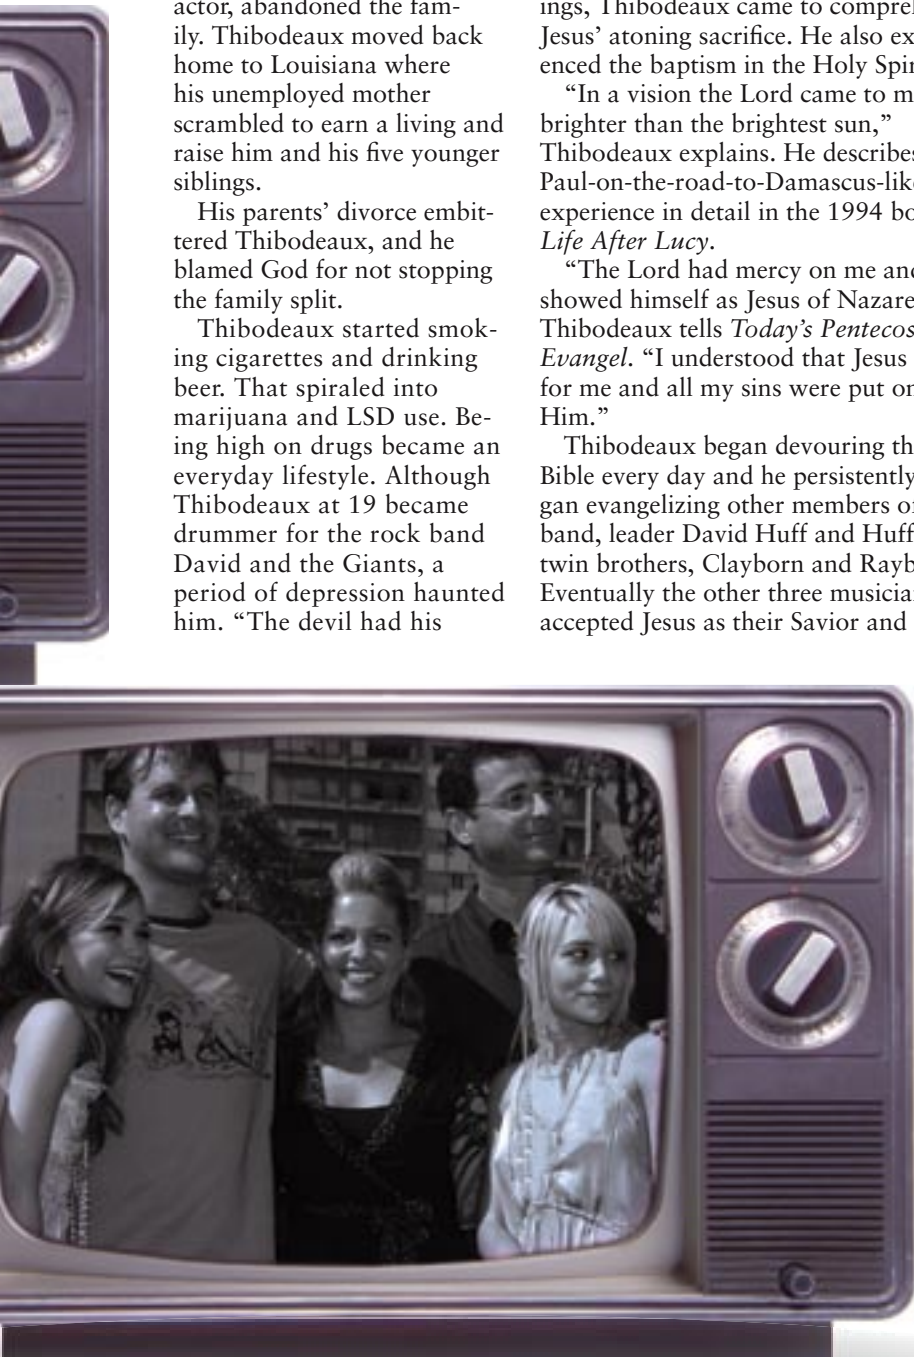 actor, abandoned the fam-
ily. Thibodeaux moved back
home to Louisiana where
his unemployed mother
scrambled to earn a living and
raise him and his five younger
siblings.
His parents’ divorce embit-
tered Thibodeaux, and he
blamed God for not stopping
the family split.
Thibodeaux started smok-
ing cigarettes and drinking
beer. That spiraled into
marijuana and LSD use. Be-
ing high on drugs became an
everyday lifestyle. Although
Thibodeaux at 19 became
drummer for the rock band
David and the Giants, a
period of depression haunted
him. “The devil had his
ings, Thibodeaux came to
Jesus’ atoning sacrifice. He also
enced the baptism in the Holy
“In a vision the Lord came to
brighter than the brightest sun,”
Thibodeaux explains. He describes
Paul-on-the-road-to-Damascus-like
experience in detail in the 1994
Life After Lucy.
“The Lord had mercy on me and
showed himself as Jesus of
Thibodeaux tells Today’s
Evangel. “I understood that Jesus
for me and all my sins were put on
Him.”
Thibodeaux began devouring
Bible every day and he persistently
gan evangelizing other members of
band, leader David Huff and
twin brothers, Clayborn and
Eventually the other three
accepted Jesus as their Savior and